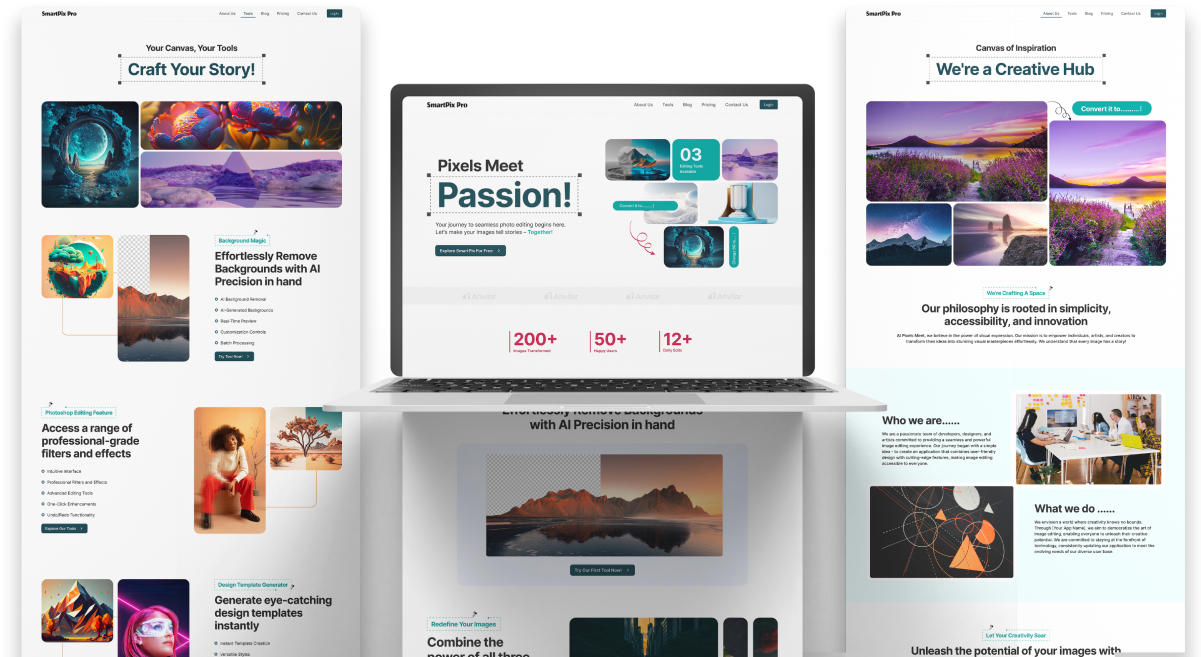 SmartPix Pro
About Us Tools Blog Pricing Contact Us Login
Your Canvas, Your Tools
Craft Your Story!
Background Magic
Effortlessly Remove
Backgrounds with AI
Precision in hand
AI Background Removal
AI-Generated Backgrounds
Real-Time Preview
Customization Controls
Batch Processing
Try Tool Now!
Photoshop Editing Feature
Access a range of
professional-grade
filters and effects
Intuitive Interface
Professional Filters and Effects
Advanced Editing Tools
One-Click Enhancements
Undo/Redo Functionality
Explore Our Tools
Design Template Generator
Generate eye-catching
design templates
instantly
Instant Template Creation
Versatile Styles
SmartPix Pro
About Us Tools Blog Pricing Contact Us Login
Pixels Meet
Passion!
Your journey to seamless photo editing begins here.
Let's make your images tell stories - Together!
Explore SmartPix For Free
03
Editing Tools
Available
Convert it to.........!
200+
Images Transformed
50+
Happy Users
12+
Daily Edits
Effortlessly Remove Backgrounds
with AI Precision in hand
Try Our First Tool Now!
Redefine Your Images
Combine the
power of all three
SmartPix Pro
About Us Tools Blog Pricing Contact Us Login
Canvas of Inspiration
We're a Creative Hub
Convert it to.........!
We're Crafting A Space
Our philosophy is rooted in simplicity,
accessibility, and innovation
At Pixels Meet, we believe in the power of visual expression. Our mission is to empower individuals, artists, and creators to
transform their ideas into stunning visual masterpieces effortlessly. We understand that every image has a story!
Who we are......
We are a passionate team of developers, designers, and
artists committed to providing a seamless and powerful
image editing experience. Our journey began with a simple
idea - to create an application that combines user-friendly
design with cutting-edge features, making image editing
accessible to everyone.
What we do ......
We envision a world where creativity knows no bounds.
Through [Your App Name], we aim to democratize the art of
image editing, enabling everyone to unleash their creative
potential. We are committed to staying at the forefront of
technology, consistently updating our application to meet the
evolving needs of our diverse user base.
Let Your Creativity Soar
Unleash the potential of your images with